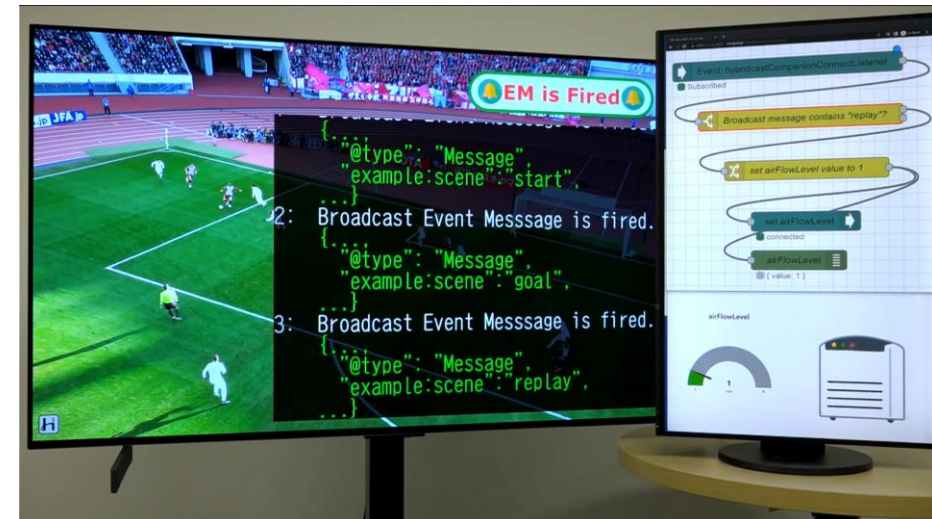 JFA.jp
EM is Fired
{....,
"@type": "Message",
"example:scene":"start",
...}
2: Broadcast Event Messsage is fired.
{....,
"@type": "Message",
"example:scene":"goal",
...}
3: Broadcast Event Messsage is fired.
{....,
"@type": "Message",
"example:scene":"replay",
...}
H
Event: hybridcastCompanionConnectListener
Subscribed
Broadcast message contains "replay"?
set airFlowLevel value to 1
set airFlowLevel
connected
airFlowLevel
{ value: 1 }
airFlowLevel
1